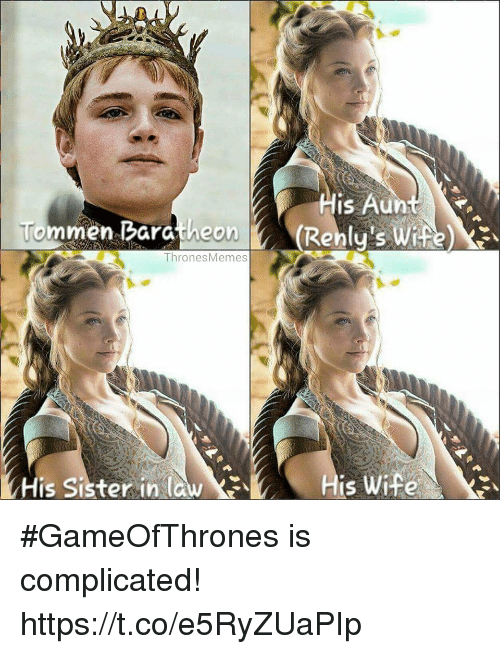 Tommen Baratheon
His Aunt
(Renly's Wife)
ThronesMemes
His Sister in law
His Wife
#GameOfThrones is
complicated!
https://t.co/e5RyZUaPIp